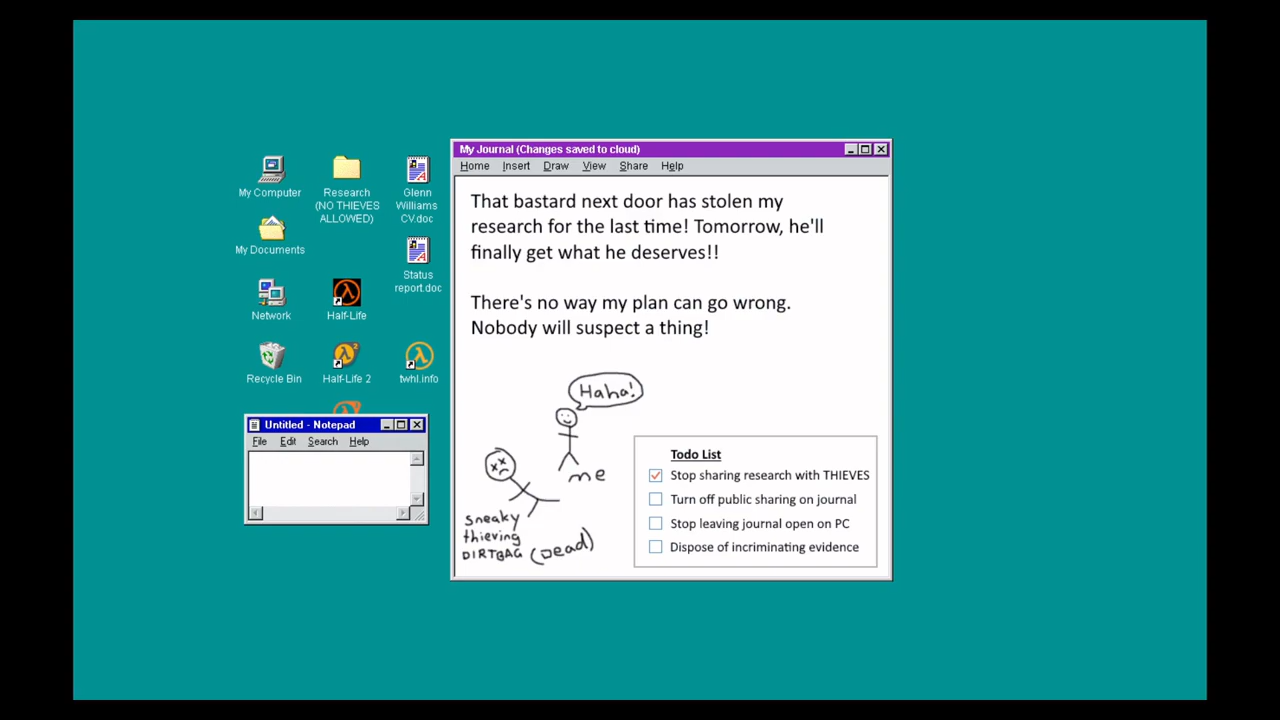 My Journal (Changes saved to cloud)
Home Insert Draw View Share Help
That bastard next door has stolen my
research for the last time! Tomorrow, he'll
finally get what he deserves!!
There's no way my plan can go wrong.
Nobody will suspect a thing!
Haha!
me
sneaky
thieving
DIRTBAG
(Dead)
Todo List
Stop sharing research with THIEVES
Turn off public sharing on journal
Stop leaving journal open on PC
Dispose of incriminating evidence
My Computer
Research
(NO THIEVES
ALLOWED)
Glenn
Williams
CV.doc
My Documents
Status
report.doc
Network
Half-Life
Recycle Bin
Half-Life 2
twhl.info
Untitled - Notepad
File Edit Search Help